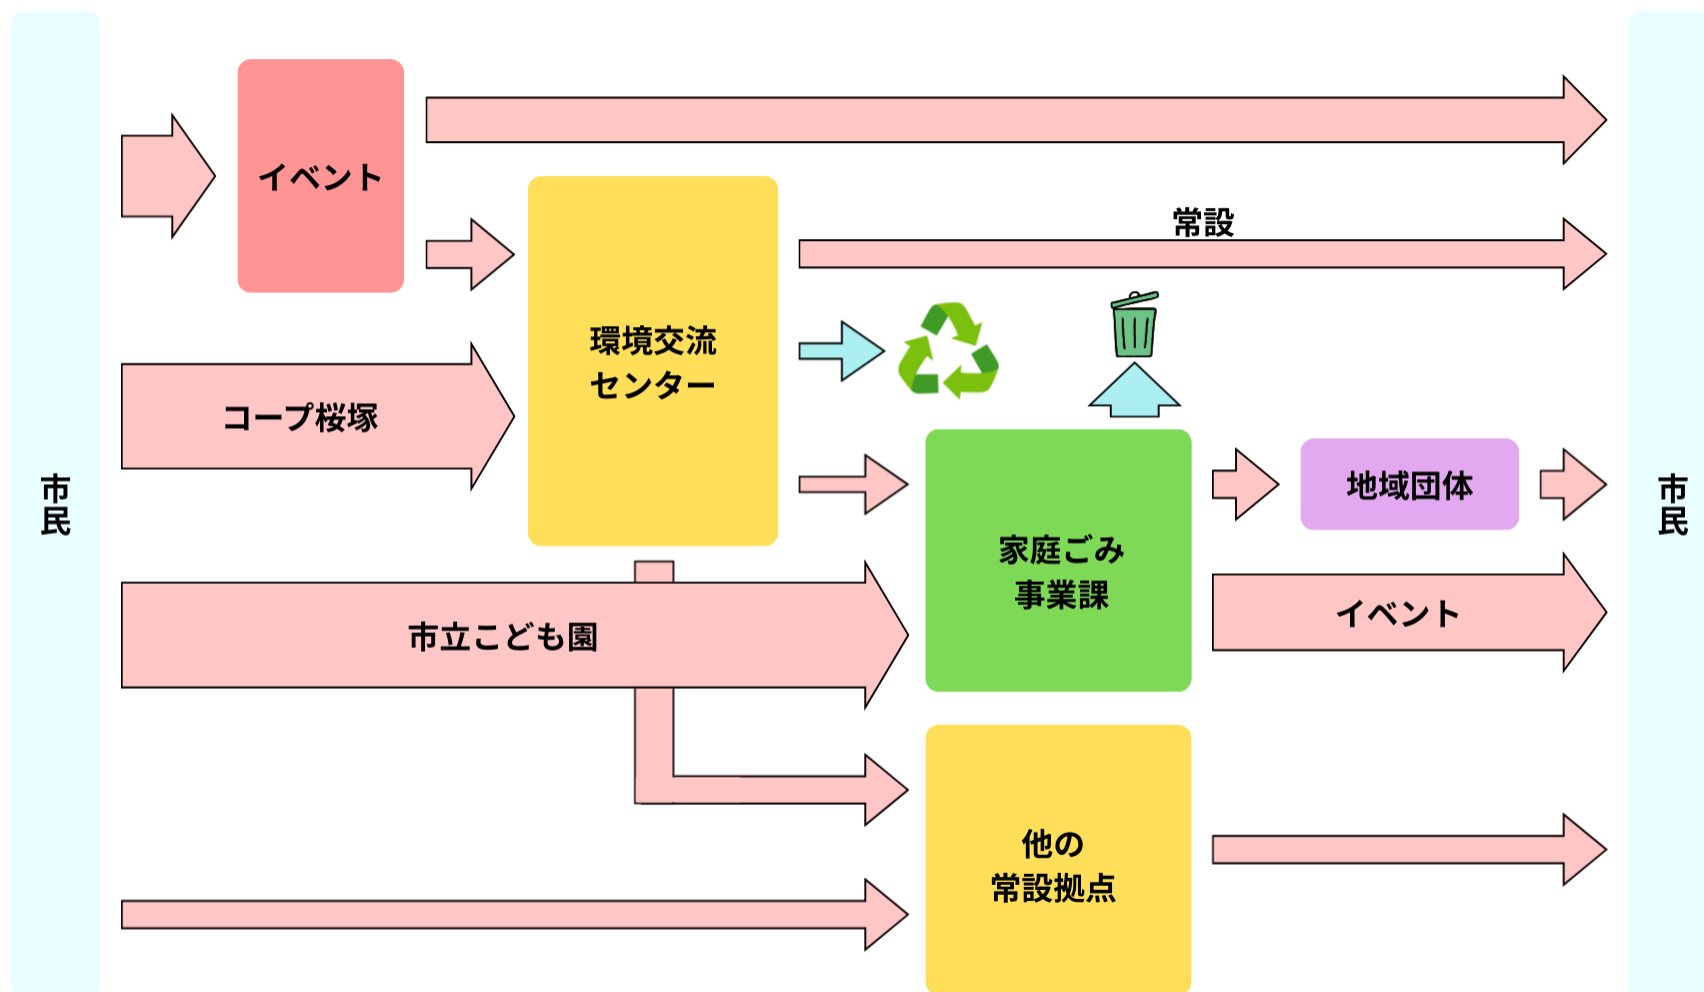 イベント
常設
環境交流
センター
コープ桜塚
市民
地域団体
市民
家庭ごみ
事業課
イベント
市立こども園
他の
常設拠点